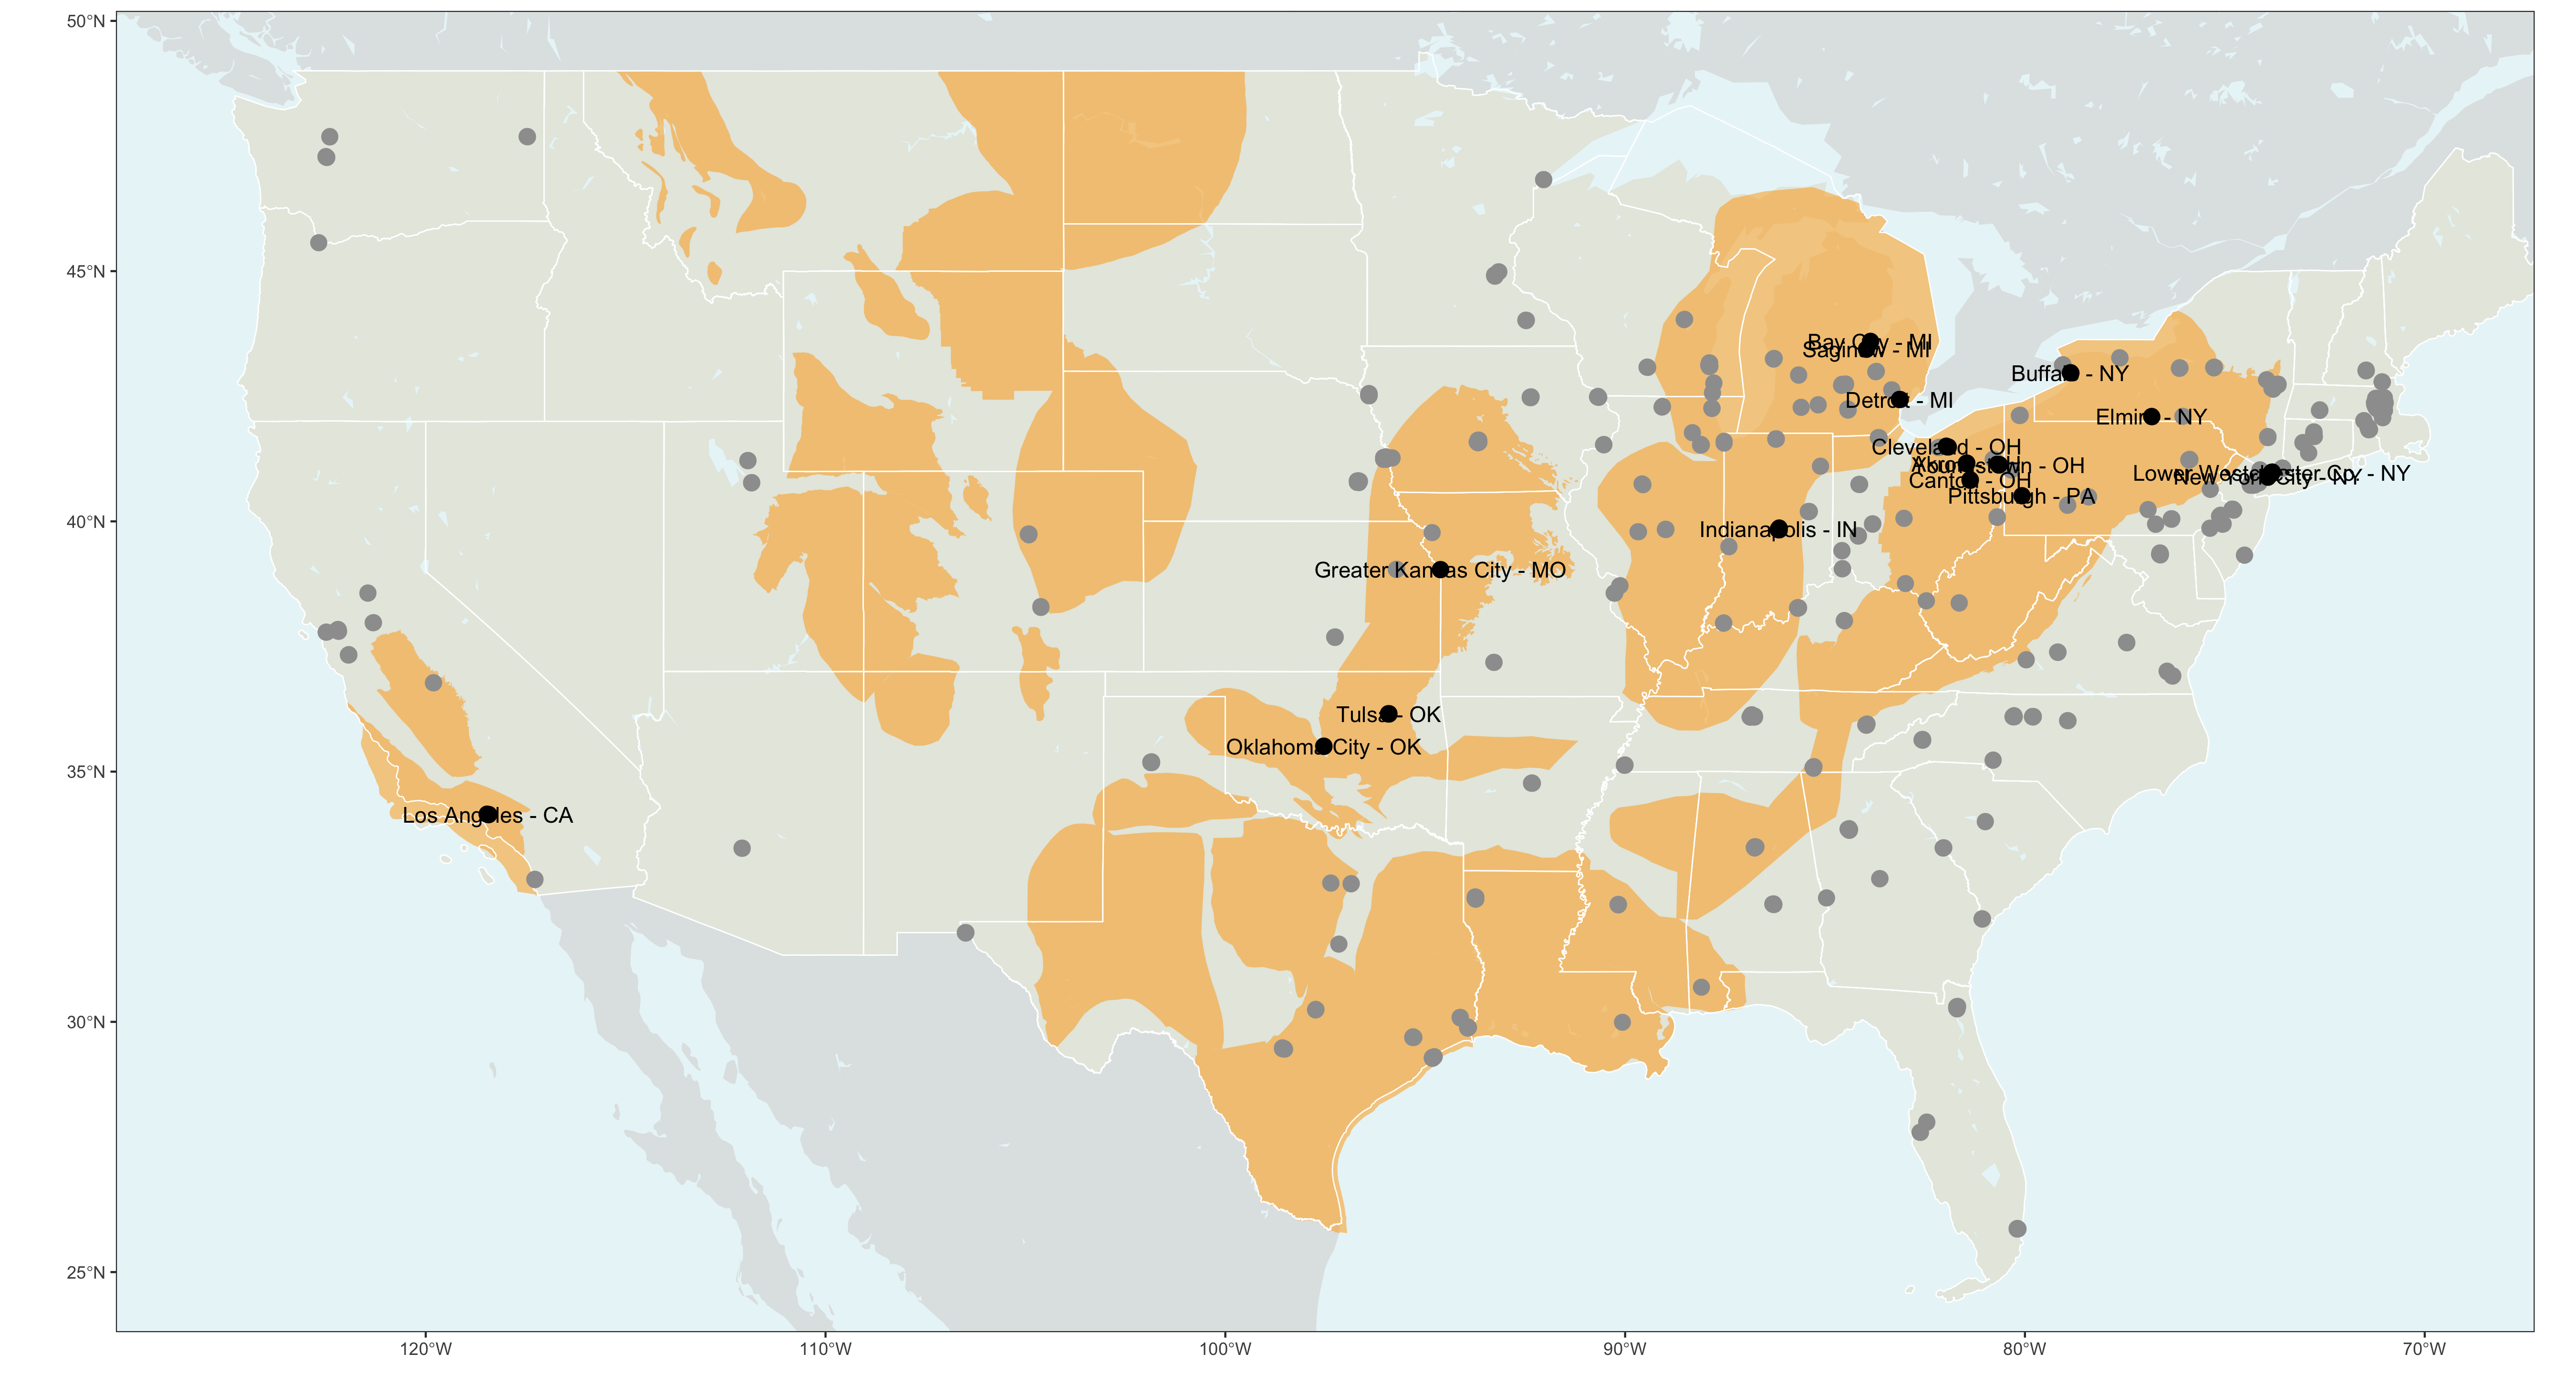 50°N
45°N
40°N
35°N
30°N
25°N
Bay City - MI
Saginaw - MI
Buffalo - NY
Detroit - MI
Elmira - NY
Cleveland - OH
Akron - OH
Youngstown - OH
Lower Westchester Co. - NY
New York City - NY
Canton - OH
Pittsburgh - PA
Indianapolis - IN
Greater Kansas City - MO
Tulsa - OK
Oklahoma City - OK
Los Angeles - CA
120°W
110°W
100°W
90°W
80°W
70°W